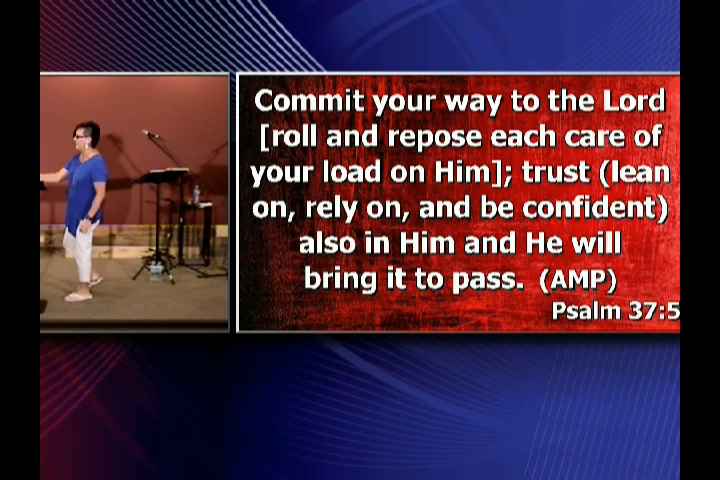 Commit your way to the Lord
[roll and repose each care of
your load on Him]; trust (lean
on, rely on, and be confident)
also in Him and He will
bring it to pass. (AMP)
Psalm 37:5